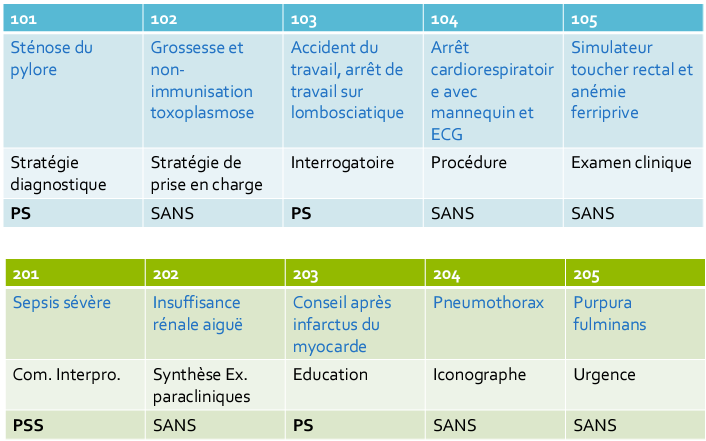 101 102 103 104 105
Sténose du Grossesse et Accident du Arrêt Simulateur
pylore non- travail, arrêt de cardiorespiratoir toucher rectal et
immunisation travail sur e avec anémie
toxoplasmose lombosciatique mannequin et ferriprive
ECG
Stratégie Stratégie de Interrogatoire Procédure Examen clinique
diagnostique prise en charge
PS SANS PS SANS SANS
201 202 203 204 205
Sepsis sévère Insuffisance Conseil après Pneumothorax Purpura
rénale aiguë infarctus du fulminans
myocarde
Com. Interpro. Synthèse Ex. Education Iconographe Urgence
paracliniques
PSS SANS PS SANS SANS